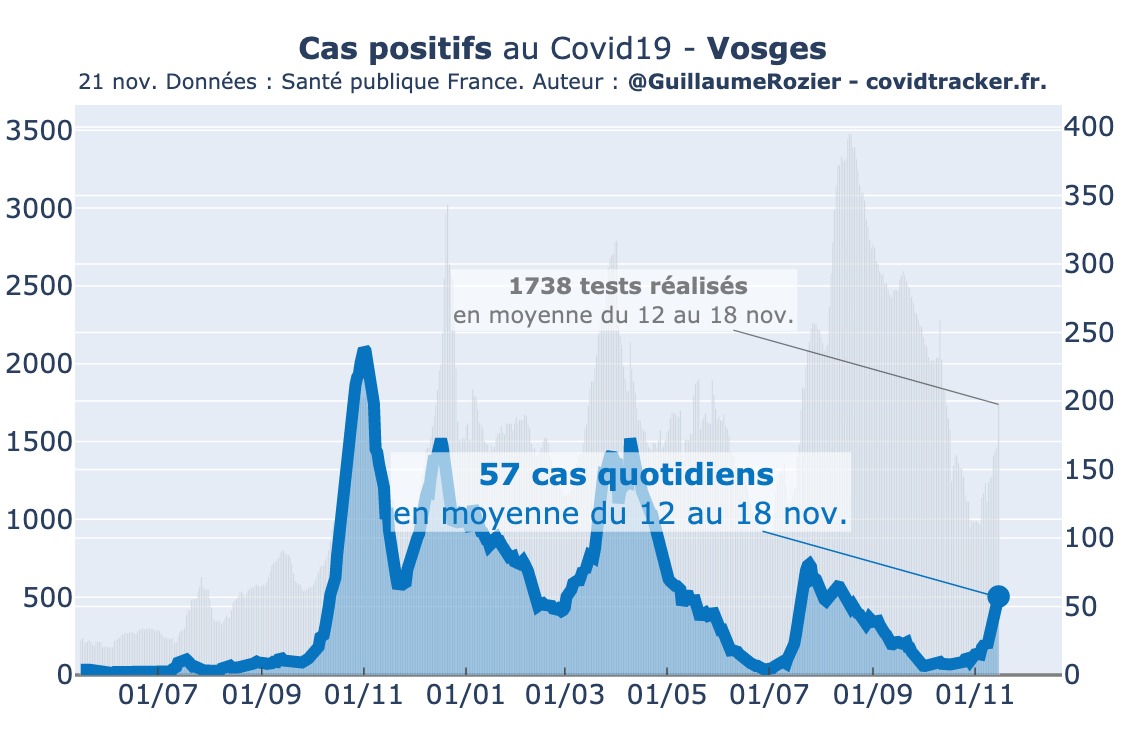 Cas positifs au Covid19 - Vosges
21 nov. Données : Santé publique France. Auteur : @GuillaumeRozier - covidtracker.fr.
3500
3000
2500
2000
1500
1000
500
0
400
350
300
250
200
150
100
50
0
1738 tests réalisés
en moyenne du 12 au 18 nov.
57 cas quotidiens
en moyenne du 12 au 18 nov.
01/07 01/09 01/11 01/01 01/03 01/05 01/07 01/09 01/11